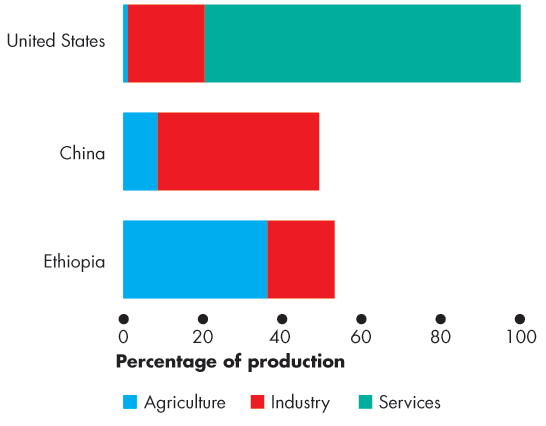 United States
China
Ethiopia
0 20 40 60 80 100
Percentage of production
Agriculture Industry Services